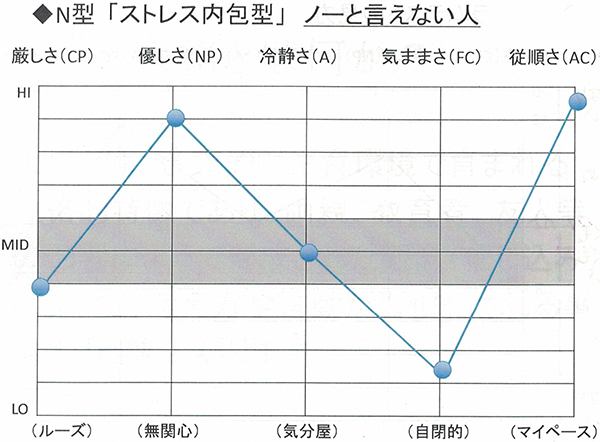 ◆N型「ストレス内包型」 ノーと言えない人
厳しさ(CP) 優しさ(NP) 冷静さ(A) 気ままさ(FC) 従順さ(AC)
HI
MID
LO
(ルーズ) (無関心) (気分屋) (自閉的) (マイペース)